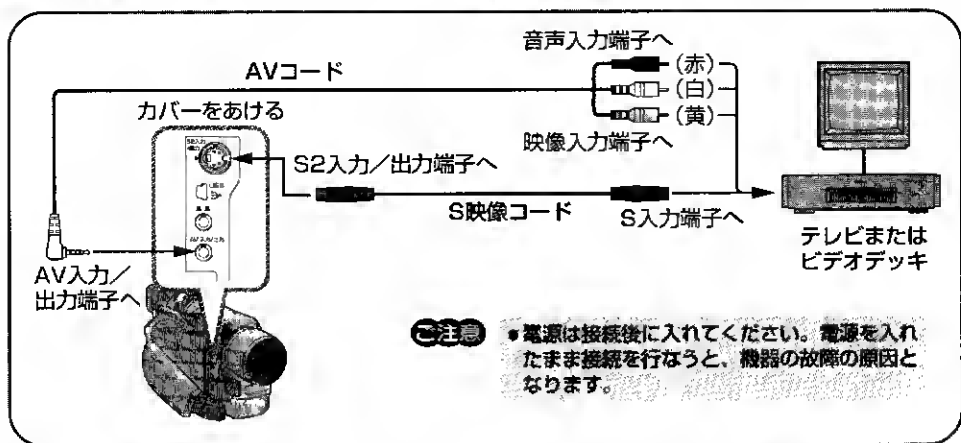 音声入力端子へ
AVコード
(赤)
(白)
(黄)
カバーをあける
映像入力端子へ
S2入力／出力端子へ
S映像コード
S入力端子へ
テレビまたは
ビデオデッキ
AV入力／
出力端子へ
ご注意
•電源は接続後に入れてください。電源を入れ
たまま接続を行なうと、機器の故障の原因と
なります。